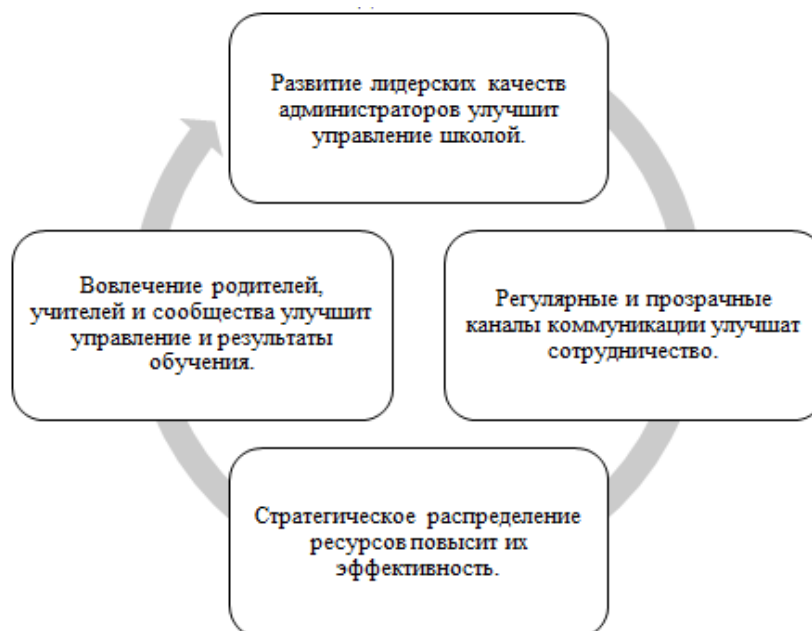 Развитие лидерских качеств
администраторов улучшит
управление школой.
Регулярные и прозрачные
каналы коммуникации улучшат
сотрудничество.
Стратегическое распределение
ресурсов повысит их
эффективность.
Вовлечение родителей,
учителей и сообщества улучшит
управление и результаты
обучения.